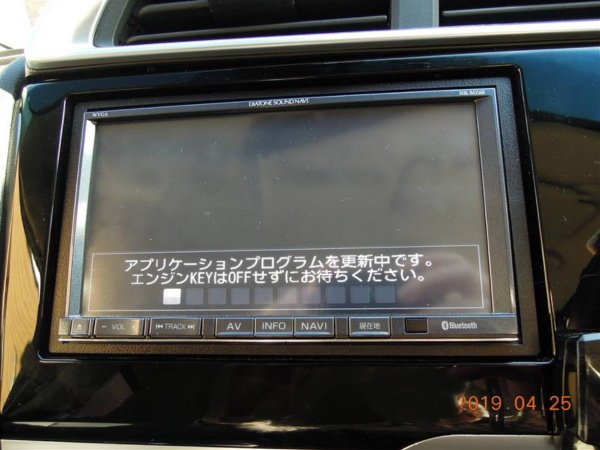 DIATONE SOUND NAVI
WVGA
アプリケーションプログラムを更新中です。
エンジンKEYはOFFせずにお待ちください。
− VOL +
TRACK
AV
INFO
NAVI
現在地
Bluetooth
2019.04.25